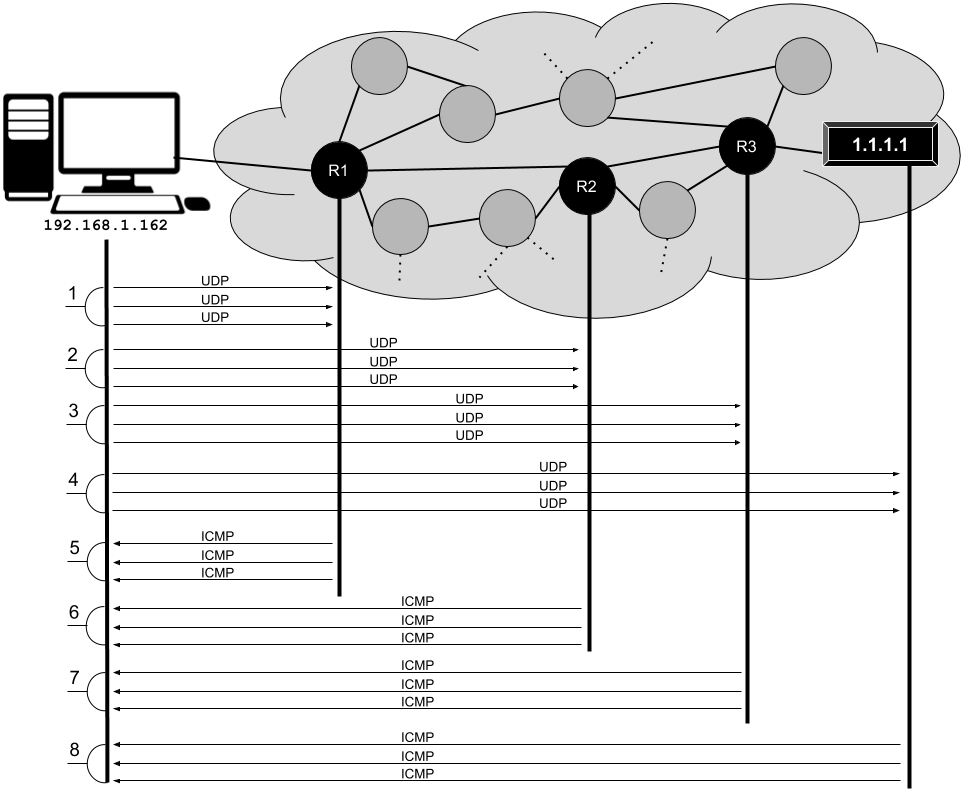 R3
1.1.1.1
R1
R2
192.168.1.162
1
UDP
UDP
UDP
2
UDP
UDP
UDP
3
UDP
UDP
UDP
4
UDP
UDP
UDP
5
ICMP
ICMP
ICMP
6
ICMP
ICMP
ICMP
7
ICMP
ICMP
ICMP
8
ICMP
ICMP
ICMP